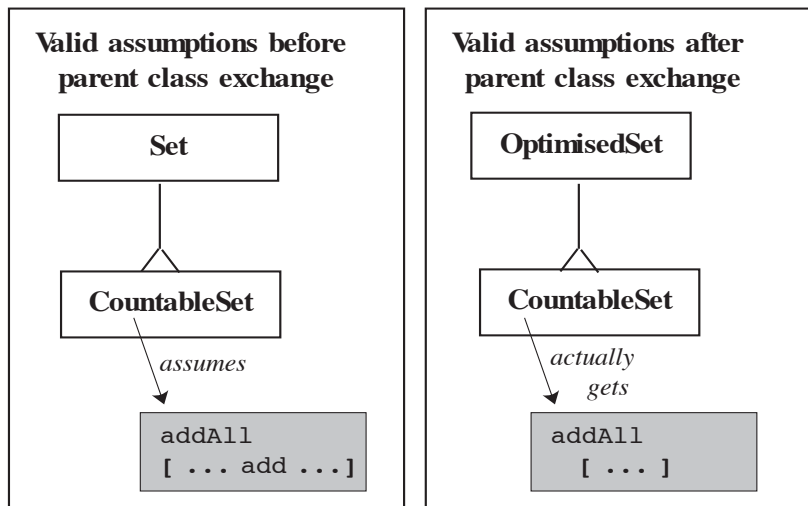 Valid assumptions before
parent class exchange
Set
CountableSet
assumes
addAll
[ ... add ...]
Valid assumptions after
parent class exchange
OptimisedSet
CountableSet
actually
gets
addAll
[ ... ]